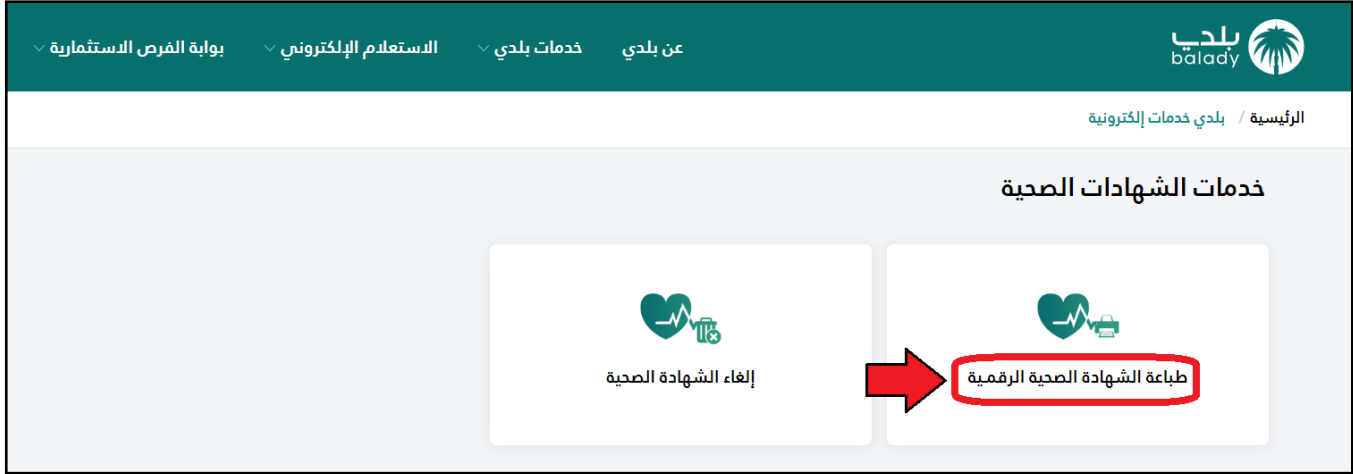 بلدي
balady
عن بلدي
خدمات بلدي
الاستعلام الإلكتروني
بوابة الفرص الاستثمارية
الرئيسية / بلدي خدمات إلكترونية
خدمات الشهادات الصحية
طباعة الشهادة الصحية الرقمية
إلغاء الشهادة الصحية